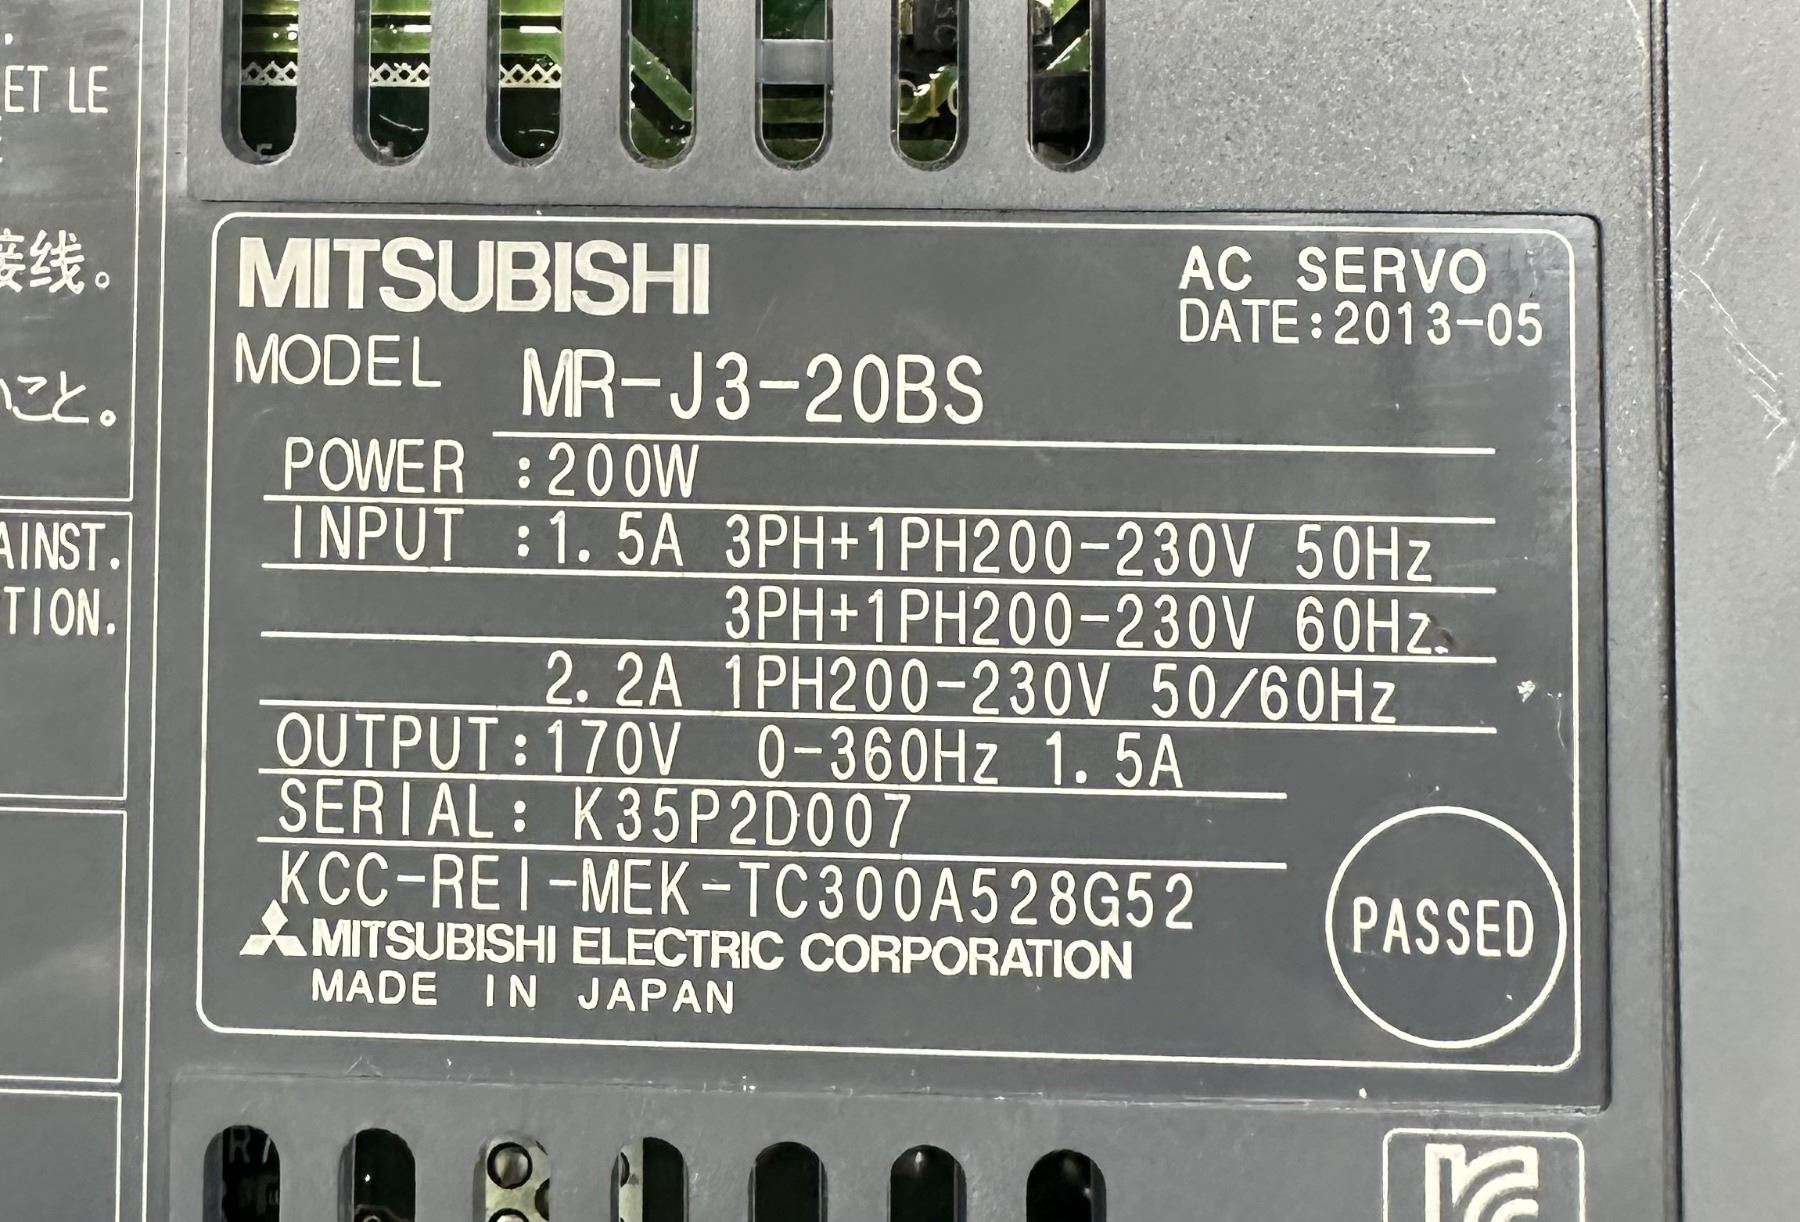 ET LE
接线。
いこと。
AINST.
TION.
MITSUBISHI
AC SERVO
DATE:2013-05
MODEL MR-J3-20BS
POWER :200W
INPUT :1.5A 3PH+1PH200-230V 50Hz
3PH+1PH200-230V 60Hz
2.2A 1PH200-230V 50/60Hz
OUTPUT:170V 0-360Hz 1.5A
SERIAL: K35P2D007
KCC-REI-MEK-TC300A528G52
MITSUBISHI ELECTRIC CORPORATION
MADE IN JAPAN
PASSED